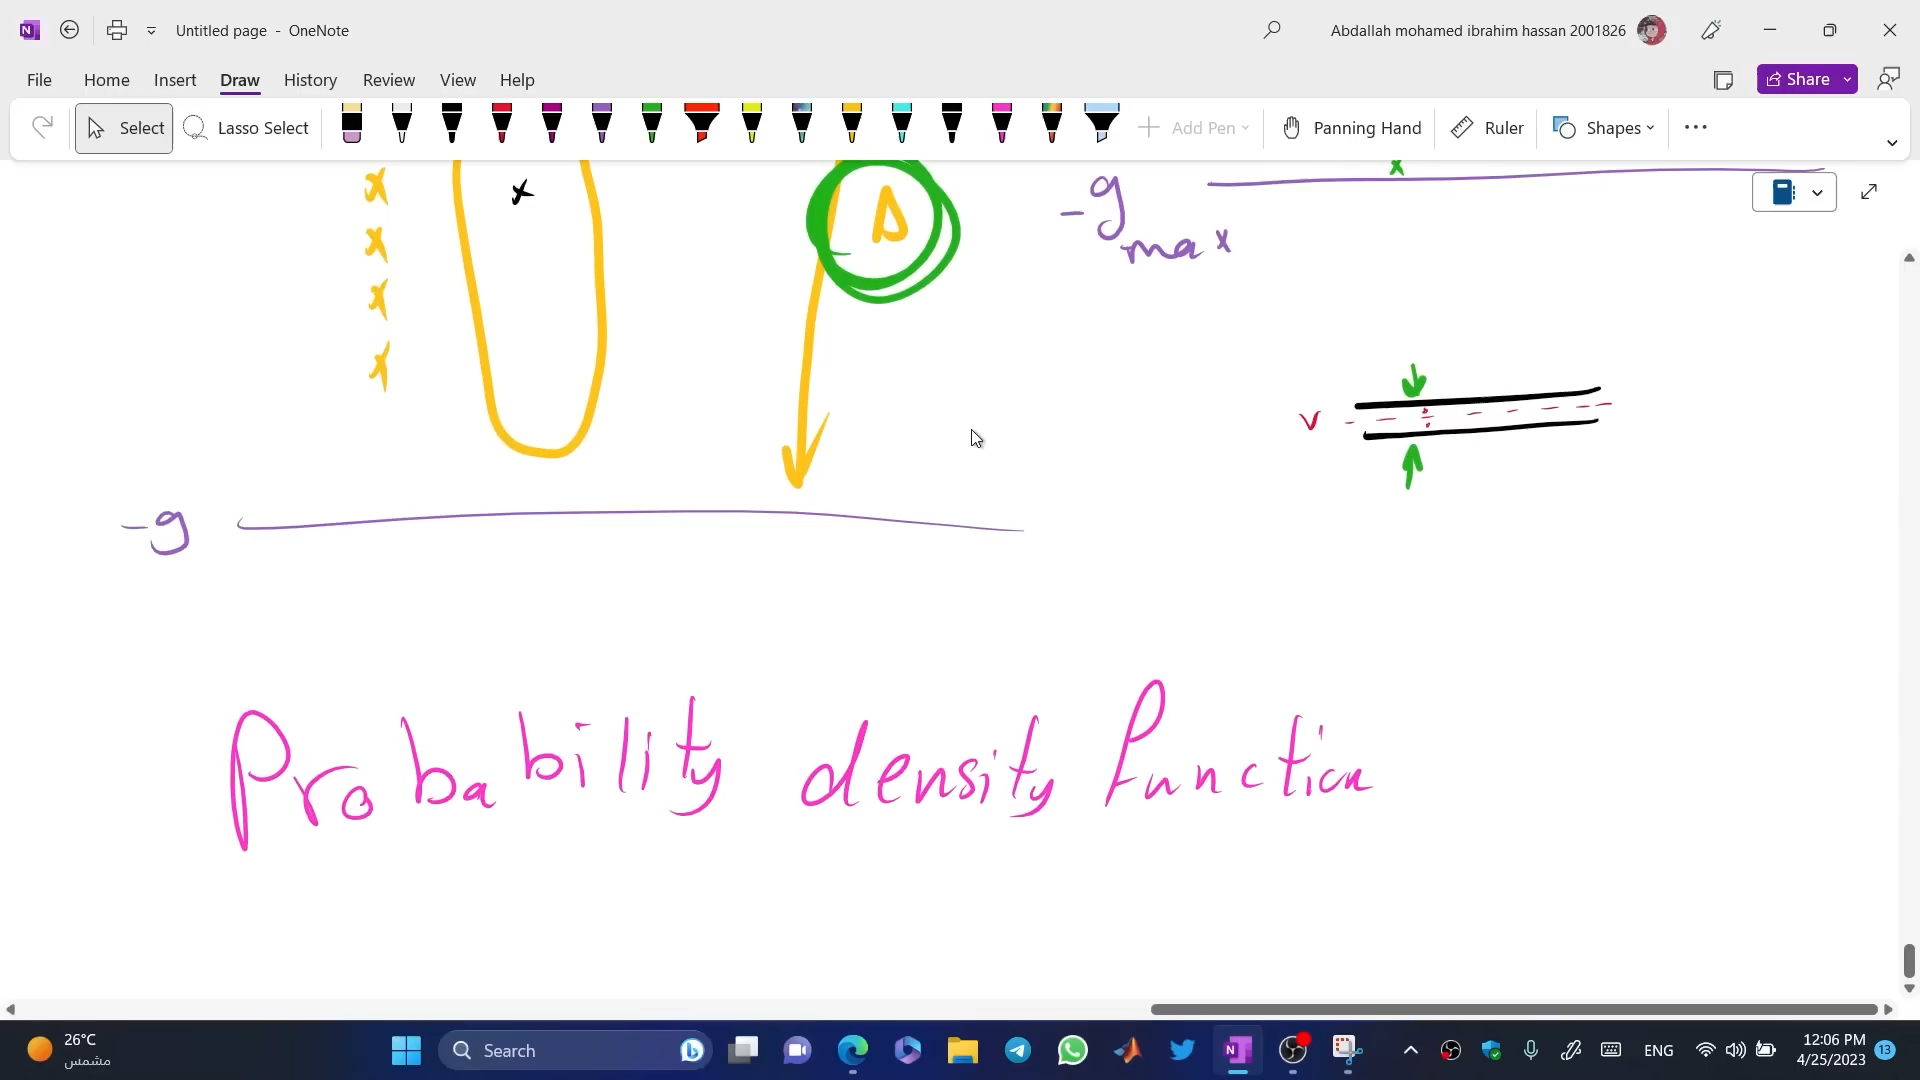 Untitled page - OneNote
Abdallah mohamed ibrahim hassan 2001826
File Home Insert Draw History Review View Help
Share
Select Lasso Select Add Pen Panning Hand Ruler Shapes
x
x x
x Δ -g max
x
x
v
-g
Probability density function
26°C
مشمس
Search
ENG
12:06 PM
4/25/2023
13